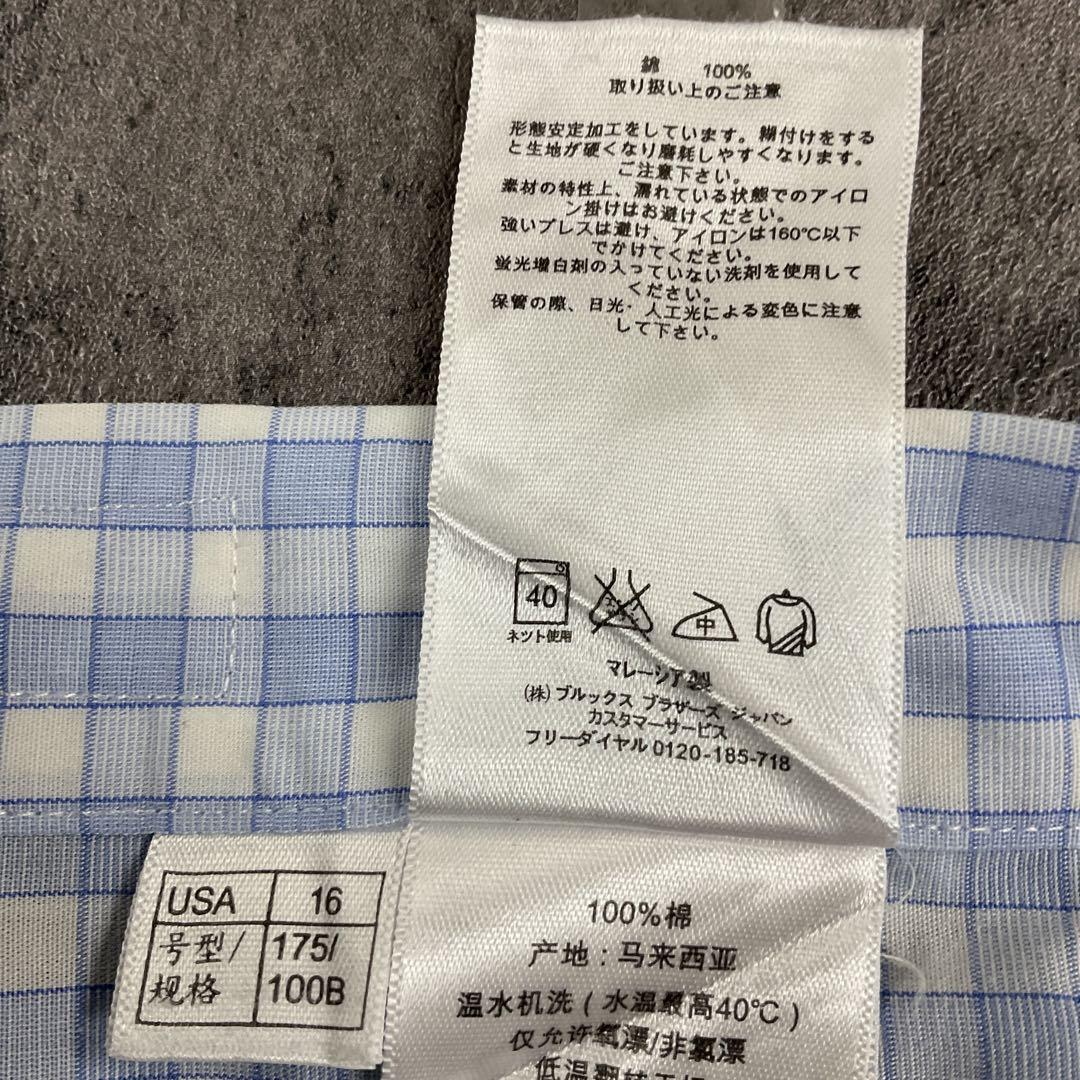 綿 100%
取り扱い上のご注意
形態安定加工をしています。糊付けをする
と生地が硬くなり磨耗しやすくなります。
ご注意下さい。
素材の特性上、濡れている状態でのアイロ
ン掛けはお避けください。
強いプレスは避け、アイロンは160℃以下
でかけてください。
蛍光増白剤の入っていない洗剤を使用して
ください。
保管の際、日光・人工光による変色に注意
して下さい。
40
中
ネット使用
マレーシア製
(株)ブルックス ブラザーズ ジャパン
カスタマーサービス
フリーダイヤル 0120-185-718
USA 16
号型/ 175/
规格 100B
100%棉
产地：马来西亚
温水机洗（水温最高40℃）
仅允许氧漂/非氯漂
低温翻转